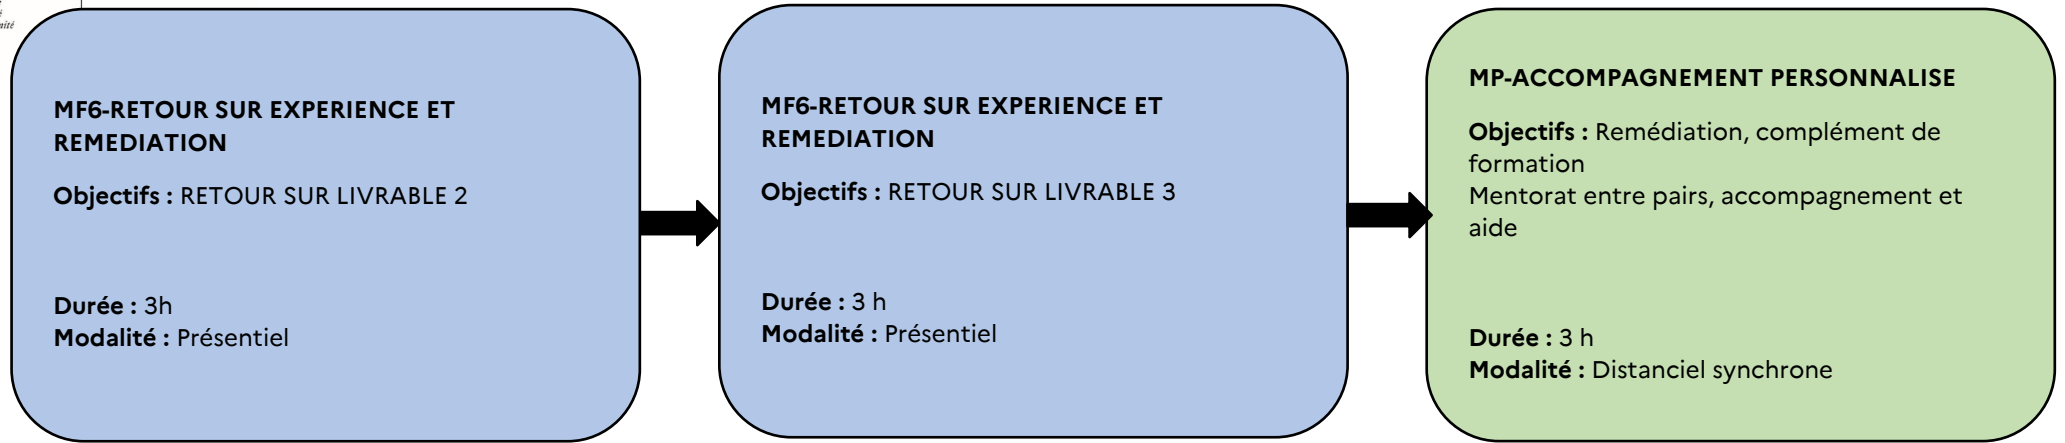 MF6-RETOUR SUR EXPERIENCE ET
REMEDIATION
Objectifs : RETOUR SUR LIVRABLE 2
Durée : 3h
Modalité : Présentiel
MF6-RETOUR SUR EXPERIENCE ET
REMEDIATION
Objectifs : RETOUR SUR LIVRABLE 3
Durée : 3 h
Modalité : Présentiel
MP-ACCOMPAGNEMENT PERSONNALISE
Objectifs : Remédiation, complément de
formation
Mentorat entre pairs, accompagnement et
aide
Durée : 3 h
Modalité : Distanciel synchrone